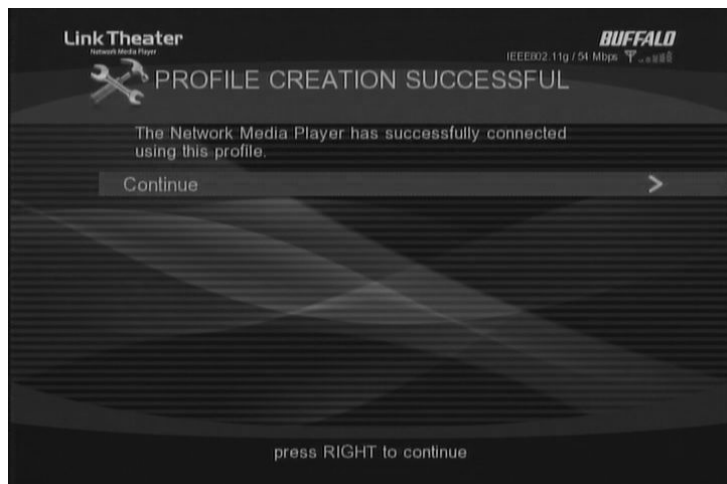 LinkTheater
Network Media Player
BUFFALO
IEEE802.11g / 54 Mbps
PROFILE CREATION SUCCESSFUL
The Network Media Player has successfully connected
using this profile.
Continue
press RIGHT to continue